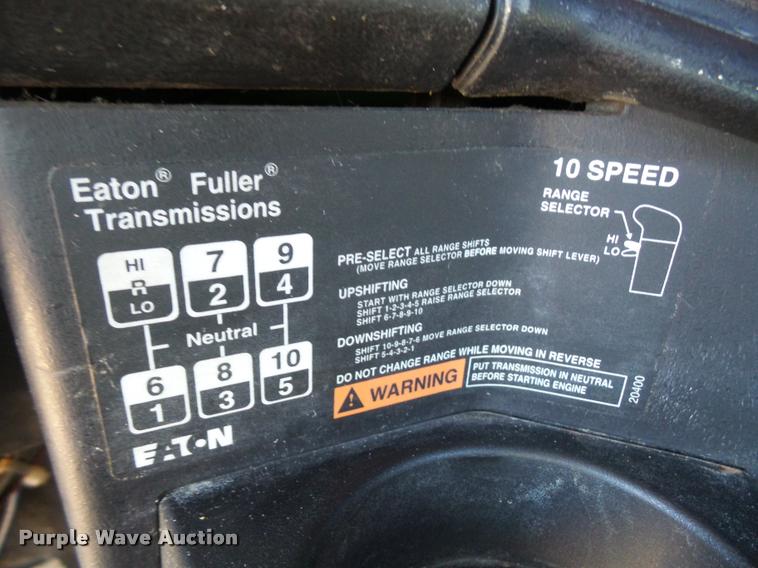 Eaton® Fuller®
Transmissions
10 SPEED
RANGE
SELECTOR
HI
LO
HI
R
LO
7
2
9
4
Neutral
6
1
8
3
10
5
EATON
PRE-SELECT ALL RANGE SHIFTS
(MOVE RANGE SELECTOR BEFORE MOVING SHIFT LEVER)
UPSHIFTING
START WITH RANGE SELECTOR DOWN
SHIFT 1-2-3-4-5 RAISE RANGE SELECTOR
SHIFT 6-7-8-9-10
DOWNSHIFTING
SHIFT 10-9-8-7-6 MOVE RANGE SELECTOR DOWN
SHIFT 5-4-3-2-1
DO NOT CHANGE RANGE WHILE MOVING IN REVERSE
WARNING
PUT TRANSMISSION IN NEUTRAL
BEFORE STARTING ENGINE
20400
Purple Wave Auction